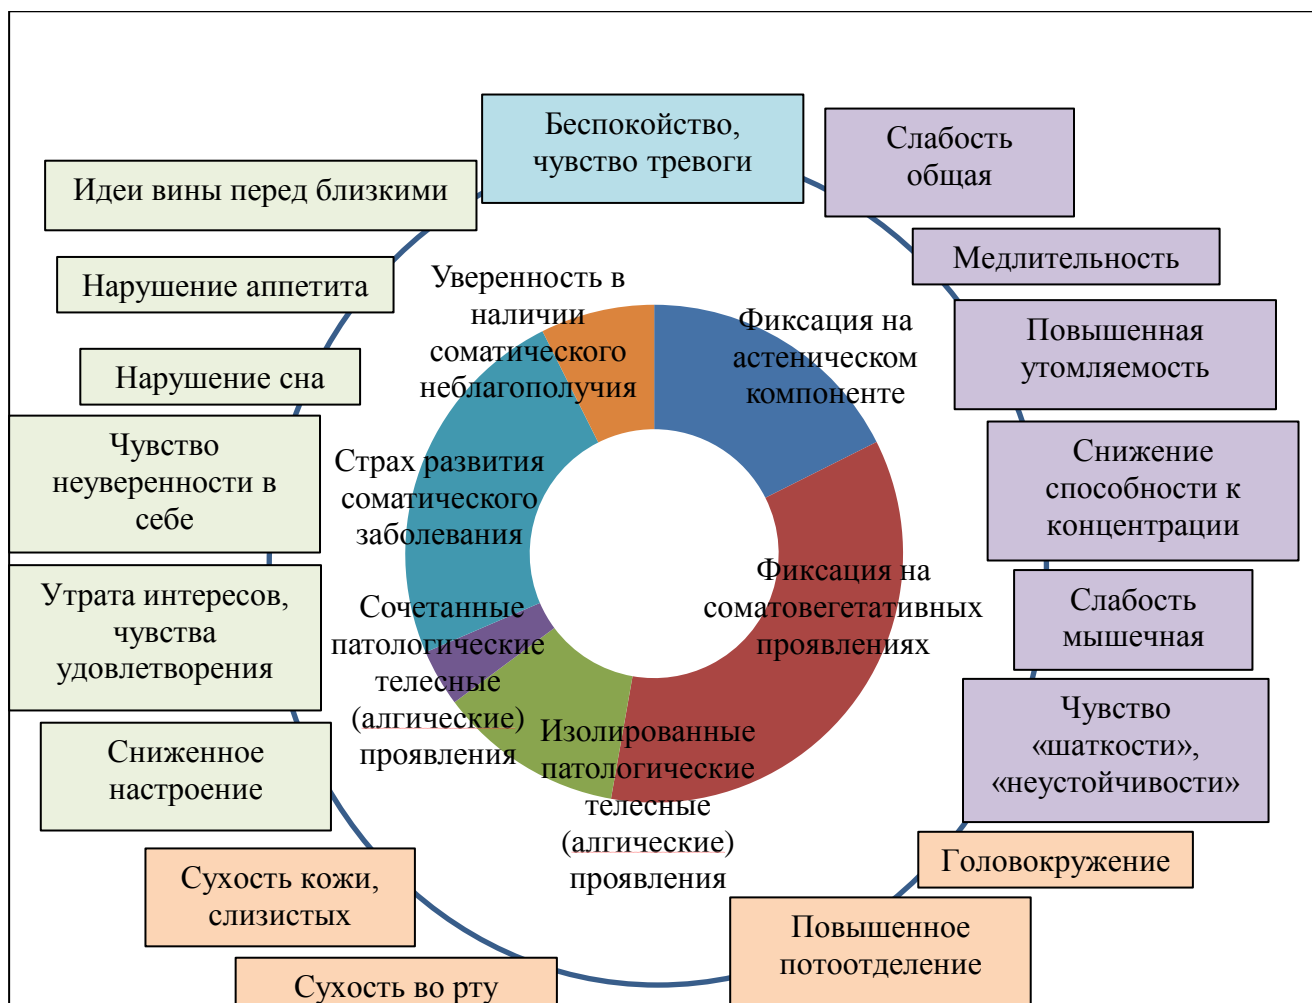 Беспокойство,
чувство тревоги
Слабость
общая
Медлительность
Повышенная
утомляемость
Снижение
способности к
концентрации
Слабость
мышечная
Чувство
«шаткости»,
«неустойчивости»
Головокружение
Повышенное
потоотделение
Сухость во рту
Сухость кожи,
слизистых
Сниженное
настроение
Утрата интересов,
чувства
удовлетворения
Чувство
неуверенности в
себе
Нарушение сна
Нарушение аппетита
Идеи вины перед близкими
Фиксация на
астеническом
компоненте
Фиксация на
соматовегетативных
проявлениях
Изолированные
патологические
телесные
(алгические)
проявления
Сочетанные
патологические
телесные
(алгические)
проявления
Страх развития
соматического
заболевания
Уверенность в
наличии
соматического
неблагополучия